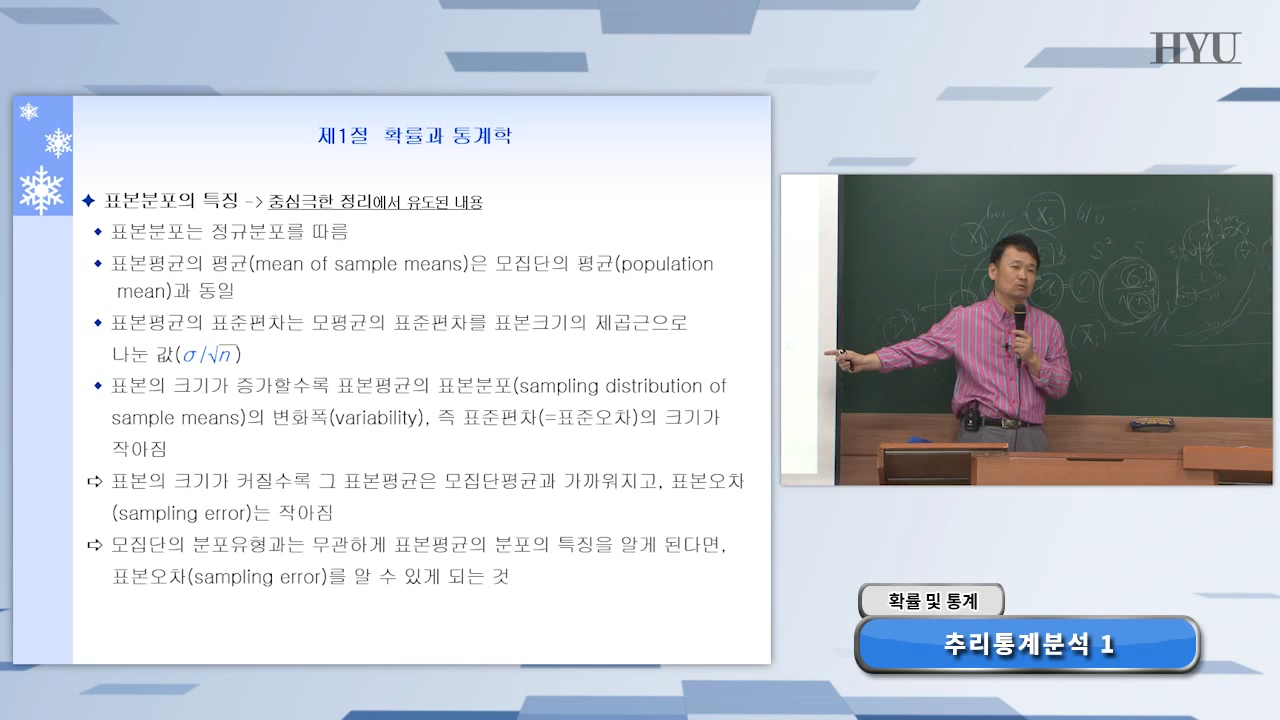 HYU
제1절 확률과 통계학
표본분포의 특징 -> 중심극한 정리에서 유도된 내용
표본분포는 정규분포를 따름
표본평균의 평균(mean of sample means)은 모집단의 평균(population
mean)과 동일
표본평균의 표준편차는 모평균의 표준편차를 표본크기의 제곱근으로
나눈 값(σ/√n)
표본의 크기가 증가할수록 표본평균의 표본분포(sampling distribution of
sample means)의 변화폭(variability), 즉 표준편차(=표준오차)의 크기가
작아짐
⇨ 표본의 크기가 커질수록 그 표본평균은 모집단평균과 가까워지고, 표본오차
(sampling error)는 작아짐
⇨ 모집단의 분포유형과는 무관하게 표본평균의 분포의 특징을 알게 된다면,
표본오차(sampling error)를 알 수 있게 되는 것
확률 및 통계
추리통계분석 1